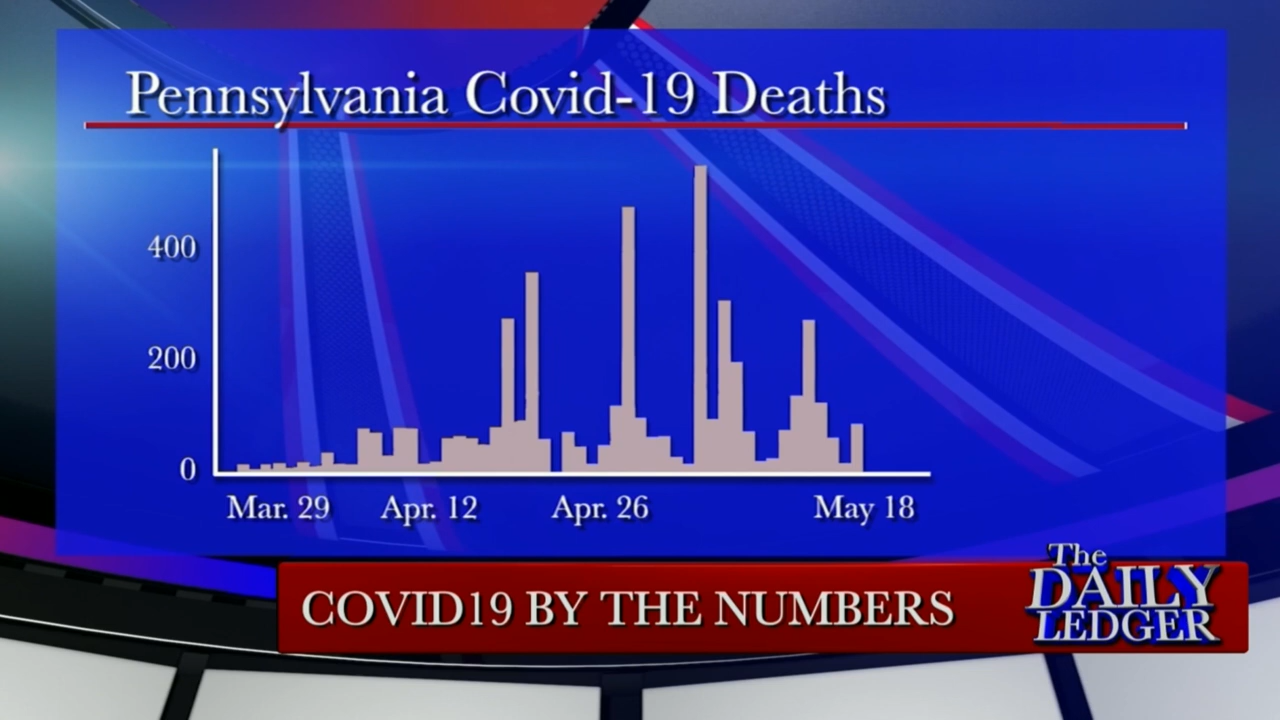 Pennsylvania Covid-19 Deaths
400
200
0
Mar. 29 Apr. 12 Apr. 26 May 18
COVID19 BY THE NUMBERS
The
DAILY
LEDGER